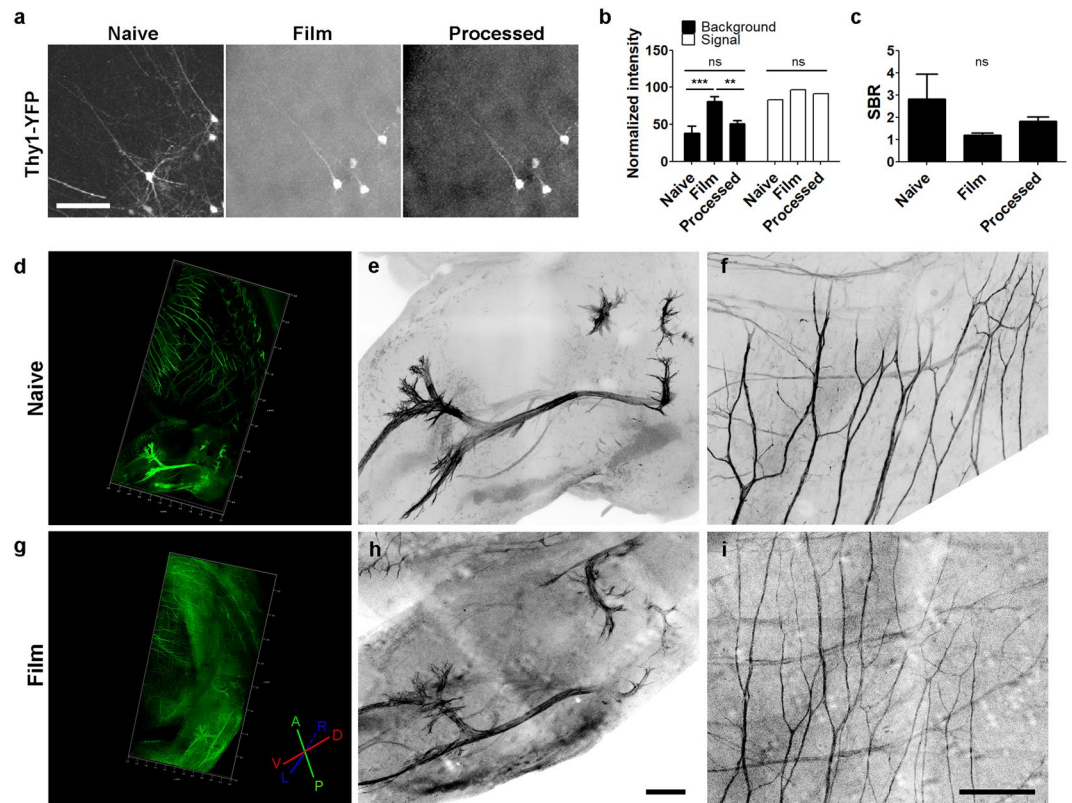 a
Naive
Film
Processed
Thy1-YFP
b
Background
Signal
Normalized intensity
150
100
50
0
ns
ns
***
**
Naive
Film
Processed
Naive
Film
Processed
c
SBR
5
4
3
2
1
0
ns
Naive
Film
Processed
d
e
f
Naive
g
h
i
Film
A
R
D
V
L
P